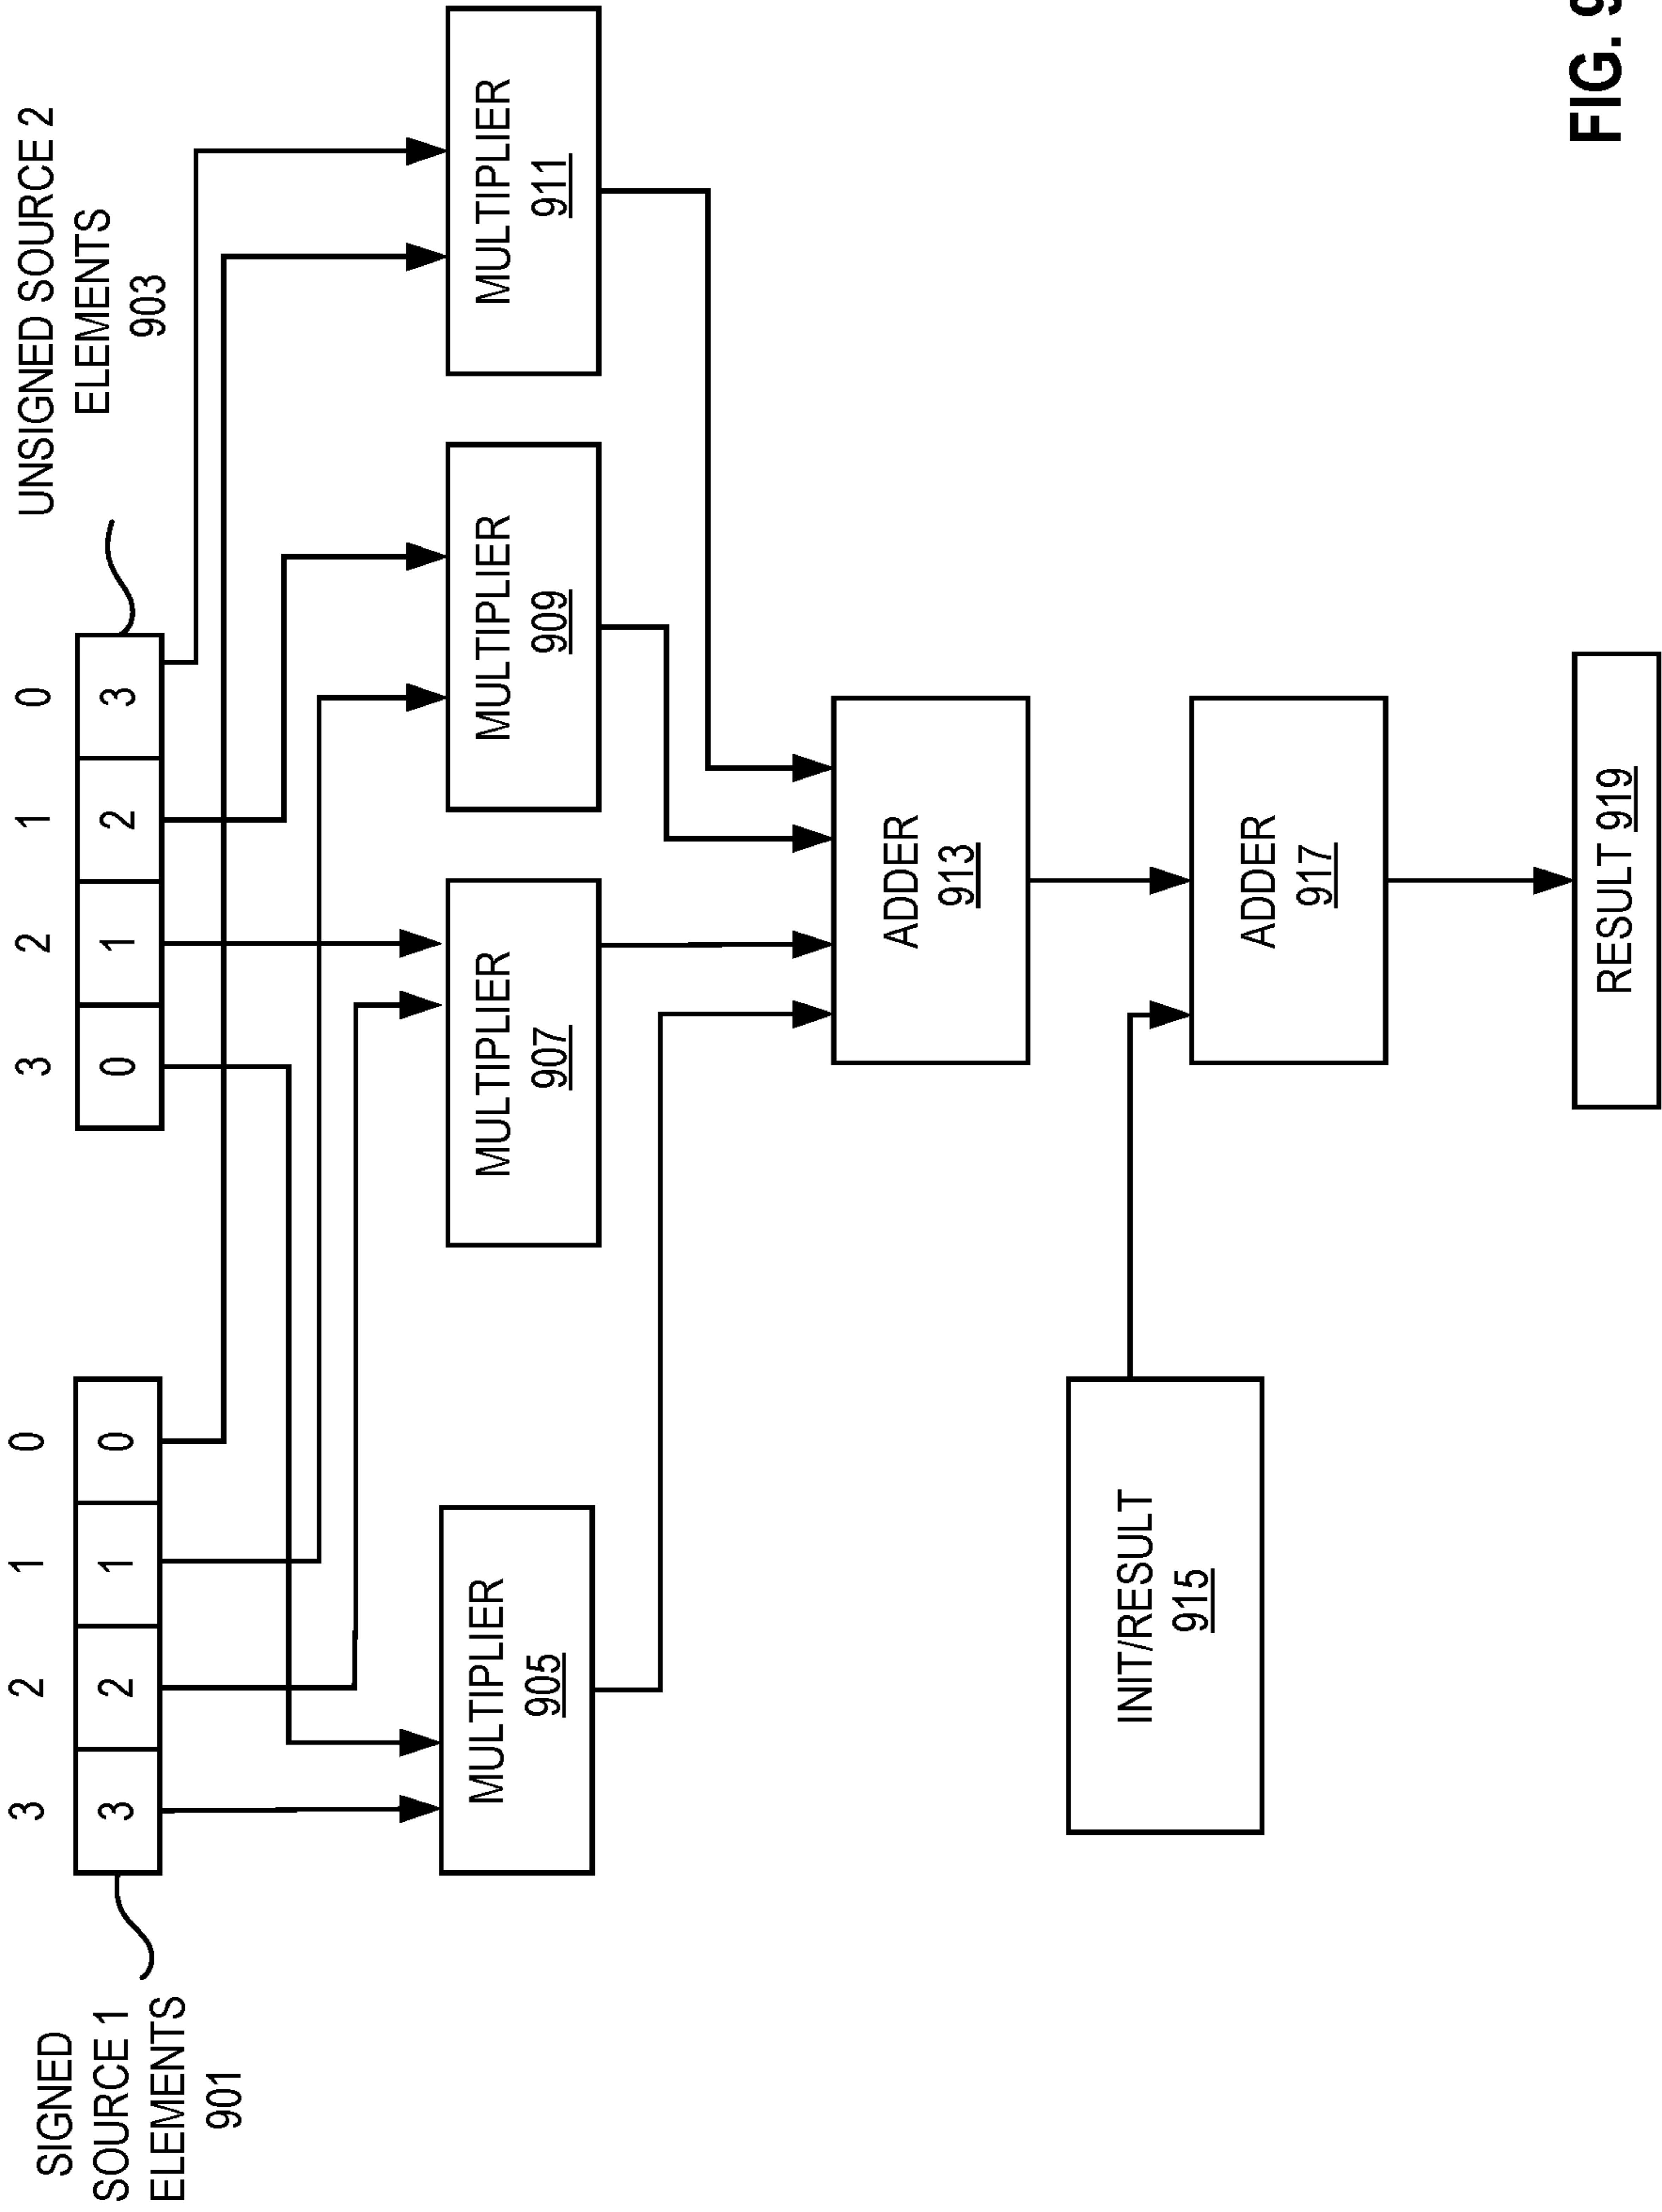 3 2 1 0
3 2 1 0
SIGNED
SOURCE 1
ELEMENTS
901
3 2 1 0
0 1 2 3
UNSIGNED SOURCE 2
ELEMENTS
903
MULTIPLIER
905
MULTIPLIER
907
MULTIPLIER
909
MULTIPLIER
911
ADDER
913
INIT/RESULT
915
ADDER
917
RESULT 919
FIG. 9